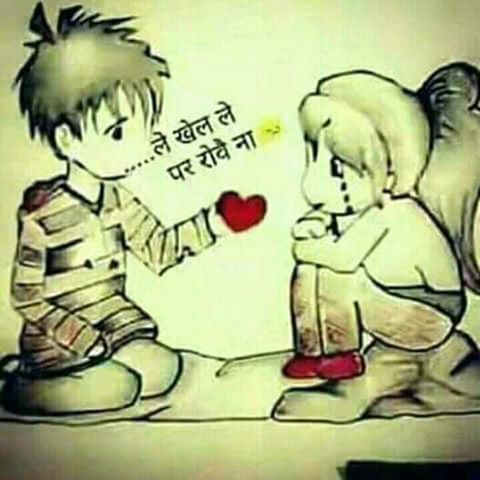 .....ले खेल ले
पर रोवै ना